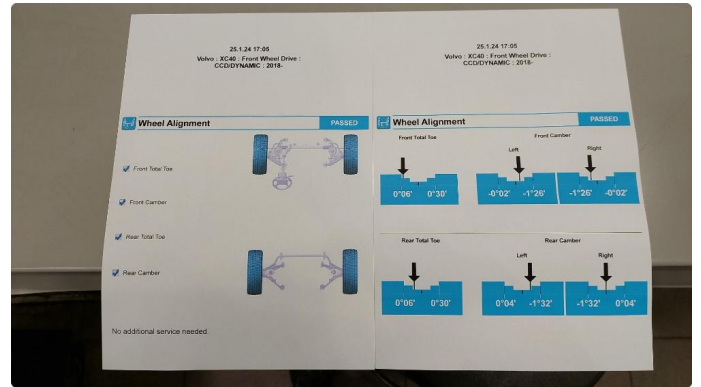 25.1.24 17:05
Volvo : XC40 : Front Wheel Drive :
CCD/DYNAMIC : 2018-
Wheel Alignment PASSED
Front Total Toe
Front Camber
Rear Total Toe
Rear Camber
No additional service needed
25.1.24 17:05
Volvo : XC40 : Front Wheel Drive :
CCD/DYNAMIC : 2018-
Wheel Alignment PASSED
Front Total Toe Front Camber
Left Right
0°06' 0°30' -0°02' -1°26' -1°26' -0°02'
Rear Total Toe Rear Camber
Left Right
0°06' 0°30' 0°04' -1°32' -1°32' 0°04'